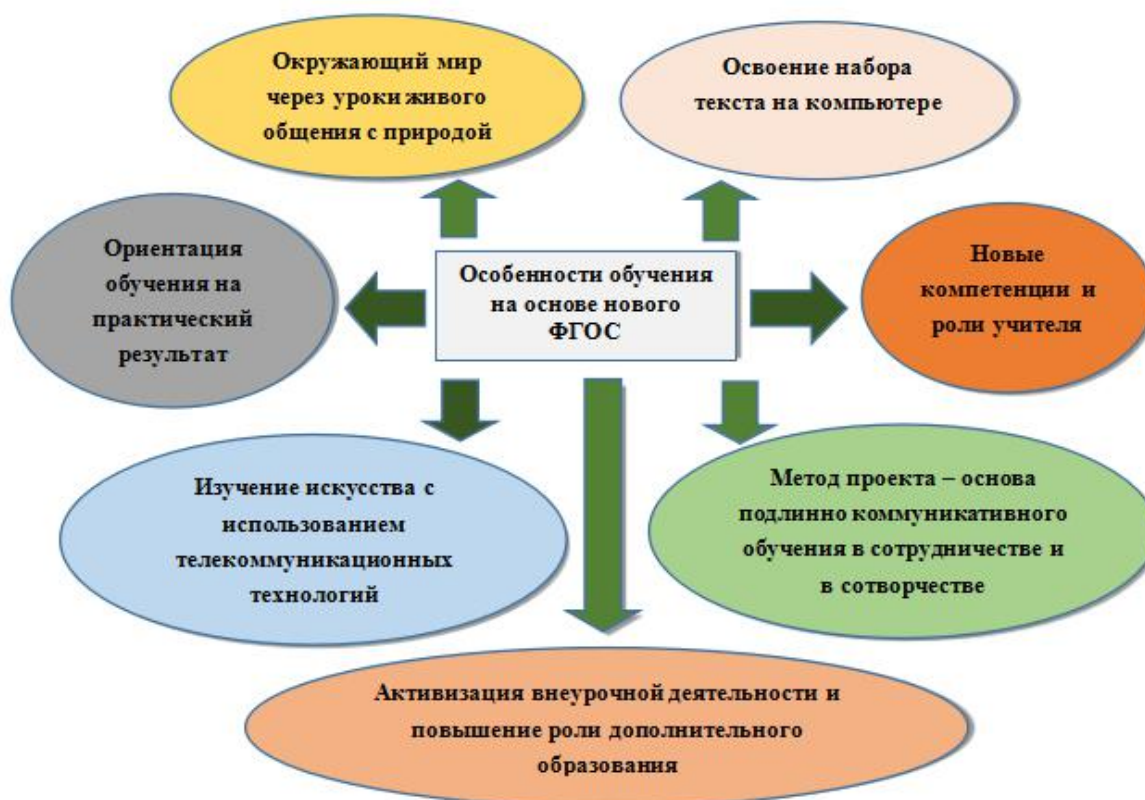 Окружающий мир
через уроки живого
общения с природой
Освоение набора
текста на компьютере
Ориентация
обучения на
практический
результат
Особенности обучения
на основе нового
ФГОС
Новые
компетенции и
роли учителя
Изучение искусства с
использованием
телекоммуникационных
технологий
Метод проекта – основа
подлинно коммуникативного
обучения в сотрудничестве и
в сотворчестве
Активизация внеурочной деятельности и
повышение роли дополнительного
образования